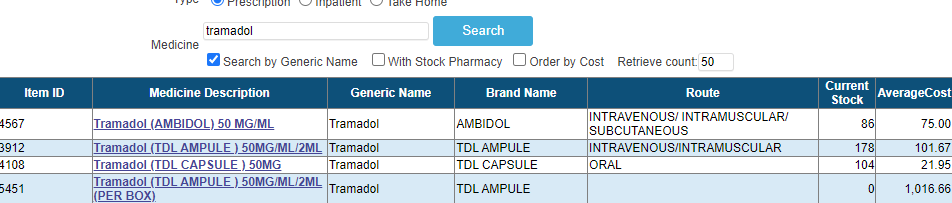 Type Prescription Inpatient Take Home
tramadol Search
Medicine
Search by Generic Name With Stock Pharmacy Order by Cost Retrieve count: 50
Item ID Medicine Description Generic Name Brand Name Route Current Stock AverageCost
4567 Tramadol (AMBIDOL) 50 MG/ML Tramadol AMBIDOL INTRAVENOUS/ INTRAMUSCULAR/ SUBCUTANEOUS 86 75.00
3912 Tramadol (TDL AMPULE ) 50MG/ML/2ML Tramadol TDL AMPULE INTRAVENOUS/INTRAMUSCULAR 178 101.67
4108 Tramadol (TDL CAPSULE ) 50MG Tramadol TDL CAPSULE ORAL 104 21.95
5451 Tramadol (TDL AMPULE ) 50MG/ML/2ML (PER BOX) Tramadol TDL AMPULE 0 1,016.66